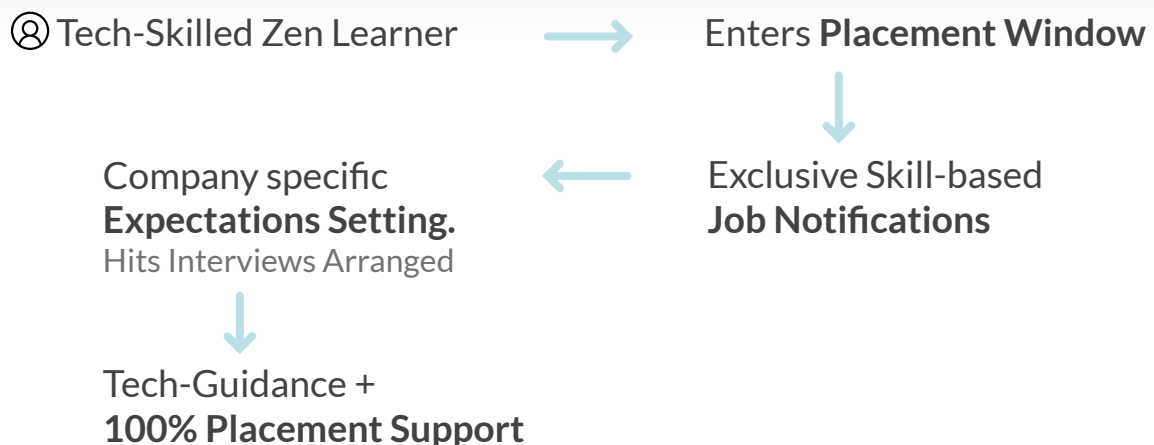 Tech-Skilled Zen Learner
Enters Placement Window
Exclusive Skill-based
Job Notifications
Company specific
Expectations Setting.
Hits Interviews Arranged
Tech-Guidance +
100% Placement Support